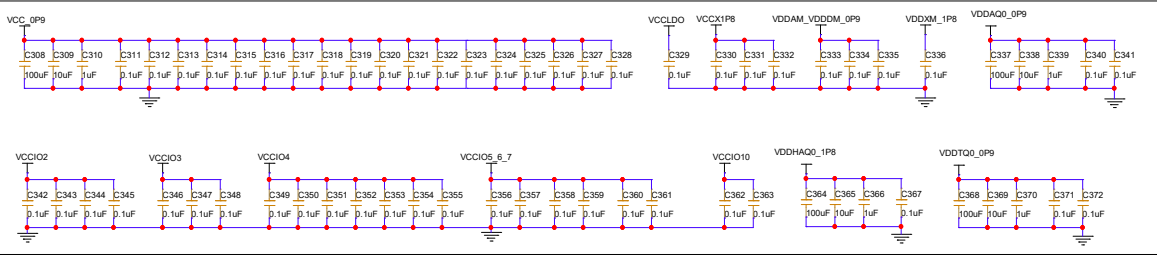 VCC_0P9 VCCLDO VCCX1P8 VDDAM_VDDDM_0P9 VDDXM_1P8 VDDAQ0_0P9
C308 C309 C310 C311 C312 C313 C314 C315 C316 C317 C318 C319 C320 C321 C322 C323 C324 C325 C326 C327 C328 C329 C330 C331 C332 C333 C334 C335 C336 C337 C338 C339 C340 C341
100uF 10uF 1uF 0.1uF 0.1uF 0.1uF 0.1uF 0.1uF 0.1uF 0.1uF 0.1uF 0.1uF 0.1uF 0.1uF 0.1uF 0.1uF 0.1uF 0.1uF 0.1uF 0.1uF 0.1uF 0.1uF 0.1uF 0.1uF 0.1uF 0.1uF 0.1uF 0.1uF 0.1uF 100uF 10uF 1uF 0.1uF 0.1uF
VCCIO2 VCCIO3 VCCIO4 VCCIO5_6_7 VCCIO10 VDDHAQ0_1P8 VDDTQ0_0P9
C342 C343 C344 C345 C346 C347 C348 C349 C350 C351 C352 C353 C354 C355 C356 C357 C358 C359 C360 C361 C362 C363 C364 C365 C366 C367 C368 C369 C370 C371 C372
0.1uF 0.1uF 0.1uF 0.1uF 0.1uF 0.1uF 0.1uF 0.1uF 0.1uF 0.1uF 0.1uF 0.1uF 0.1uF 0.1uF 0.1uF 0.1uF 0.1uF 0.1uF 0.1uF 0.1uF 0.1uF 0.1uF 100uF 10uF 1uF 0.1uF 100uF 10uF 1uF 0.1uF 0.1uF